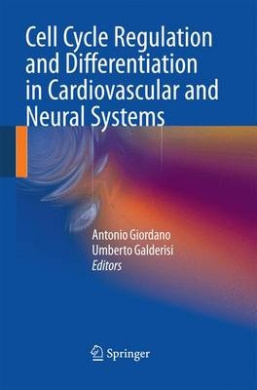 Cell Cycle Regulation
and Differentiation
in Cardiovascular and
Neural Systems
Antonio Giordano
Umberto Galderisi
Editors
Springer